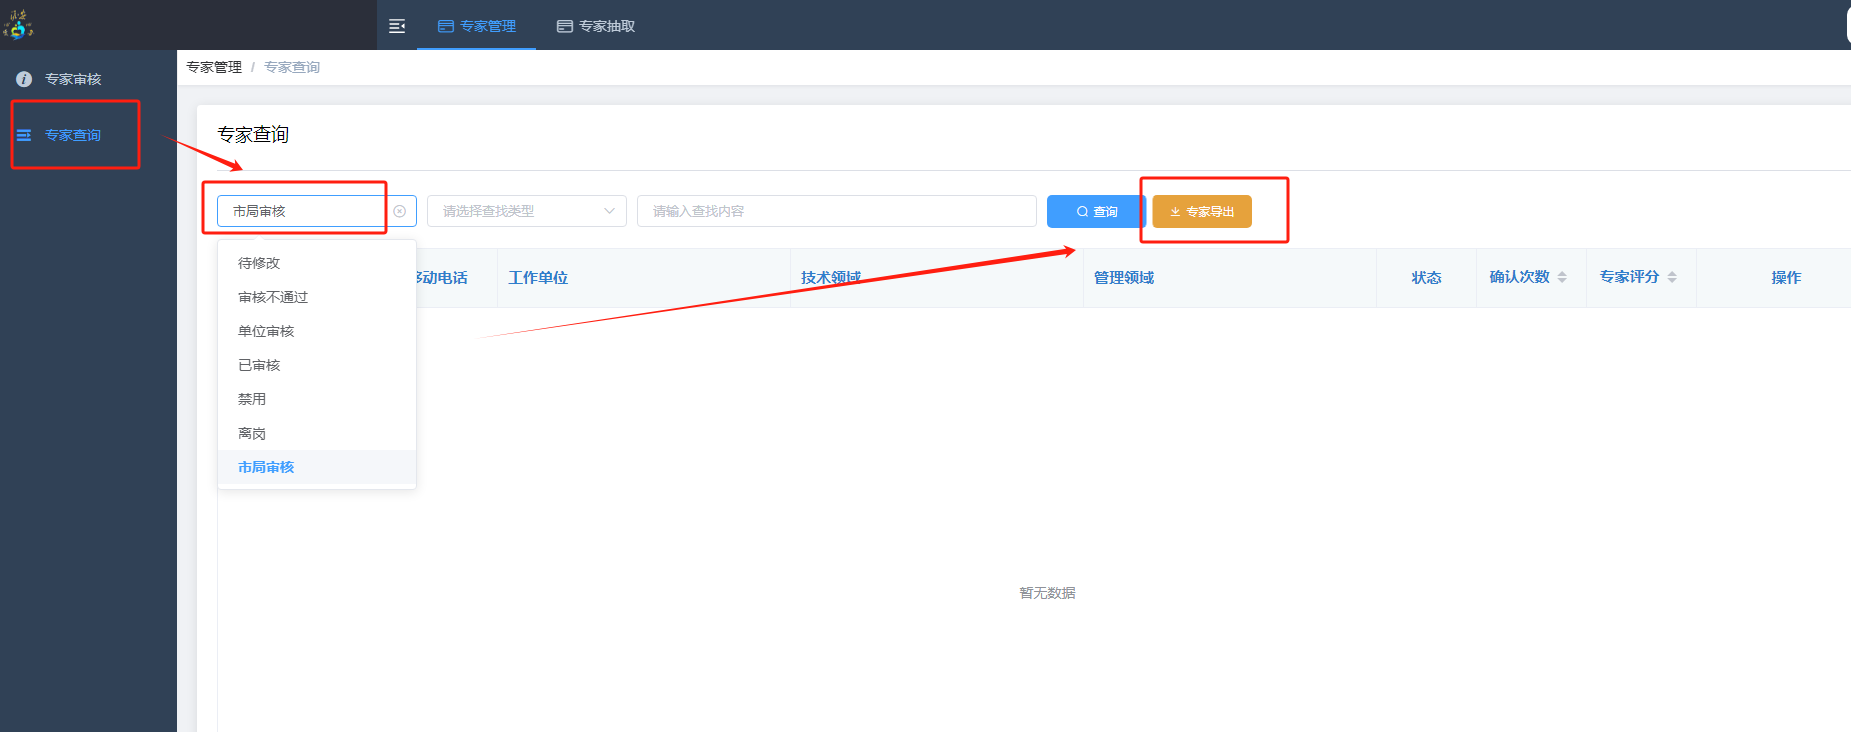 专家管理
专家抽取
专家审核
专家查询
专家管理 / 专家查询
专家查询
市局审核
请选择查找类型
请输入查找内容
查询
专家导出
移动电话
工作单位
技术领域
管理领域
状态
确认次数
专家评分
操作
待修改
审核不通过
单位审核
已审核
禁用
离岗
市局审核
暂无数据